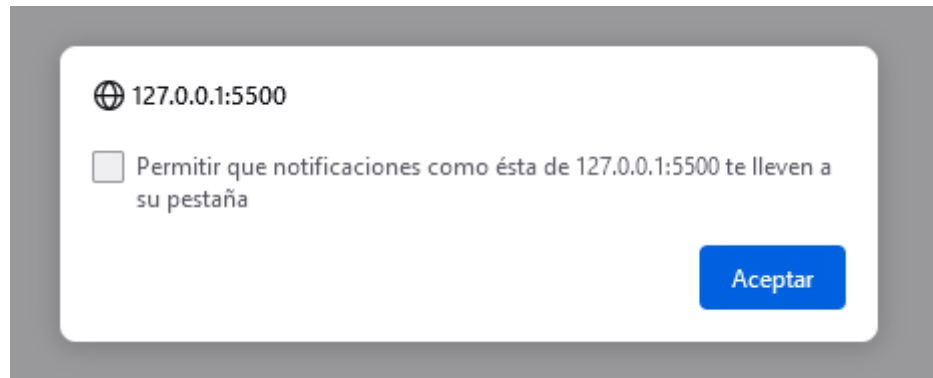 127.0.0.1:5500
Permitir que notificaciones como ésta de 127.0.0.1:5500 te lleven a
su pestaña
Aceptar